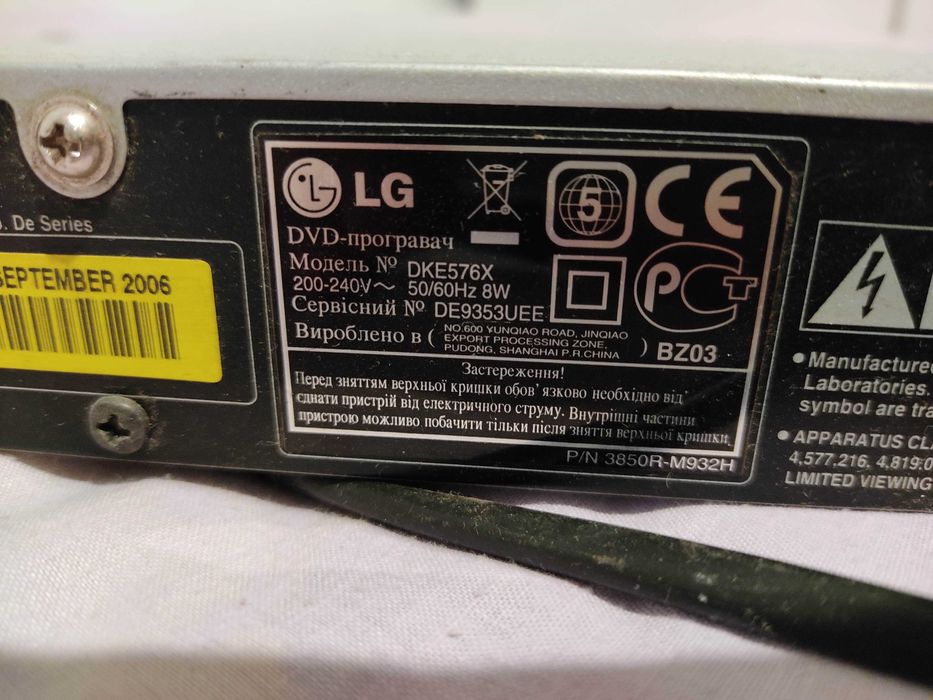 . De Series
SEPTEMBER 2006
LG
5
CE
DVD-програвач
Модель № DKE576X
200-240V～ 50/60Hz 8W
Сервісний № DE9353UEE
Вироблено в ( NO.600 YUNQIAO ROAD, JINQIAO
EXPORT PROCESSING ZONE,
PUDONG, SHANGHAI P.R.CHINA )
BZ03
Застереження!
Перед зняттям верхньої кришки обов' язково необхідно від
єднати пристрій від електричного струму. Внутрішні частини
пристрою можливо побачити тільки після зняття верхньої кришки.
P/N 3850R-M932H
• Manufactured
Laboratories.
symbol are
• APPARATUS
4,577,216, 4,819,
LIMITED VIEWING